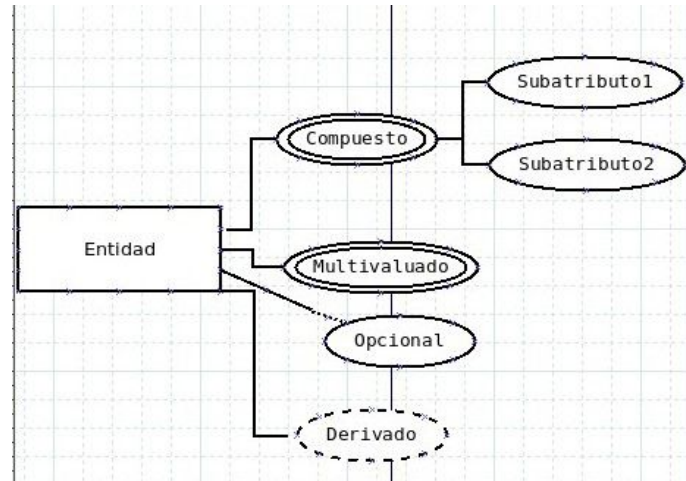 Subatributo1
Compuesto
Subatributo2
Entidad
Multivaluado
Opcional
Derivado